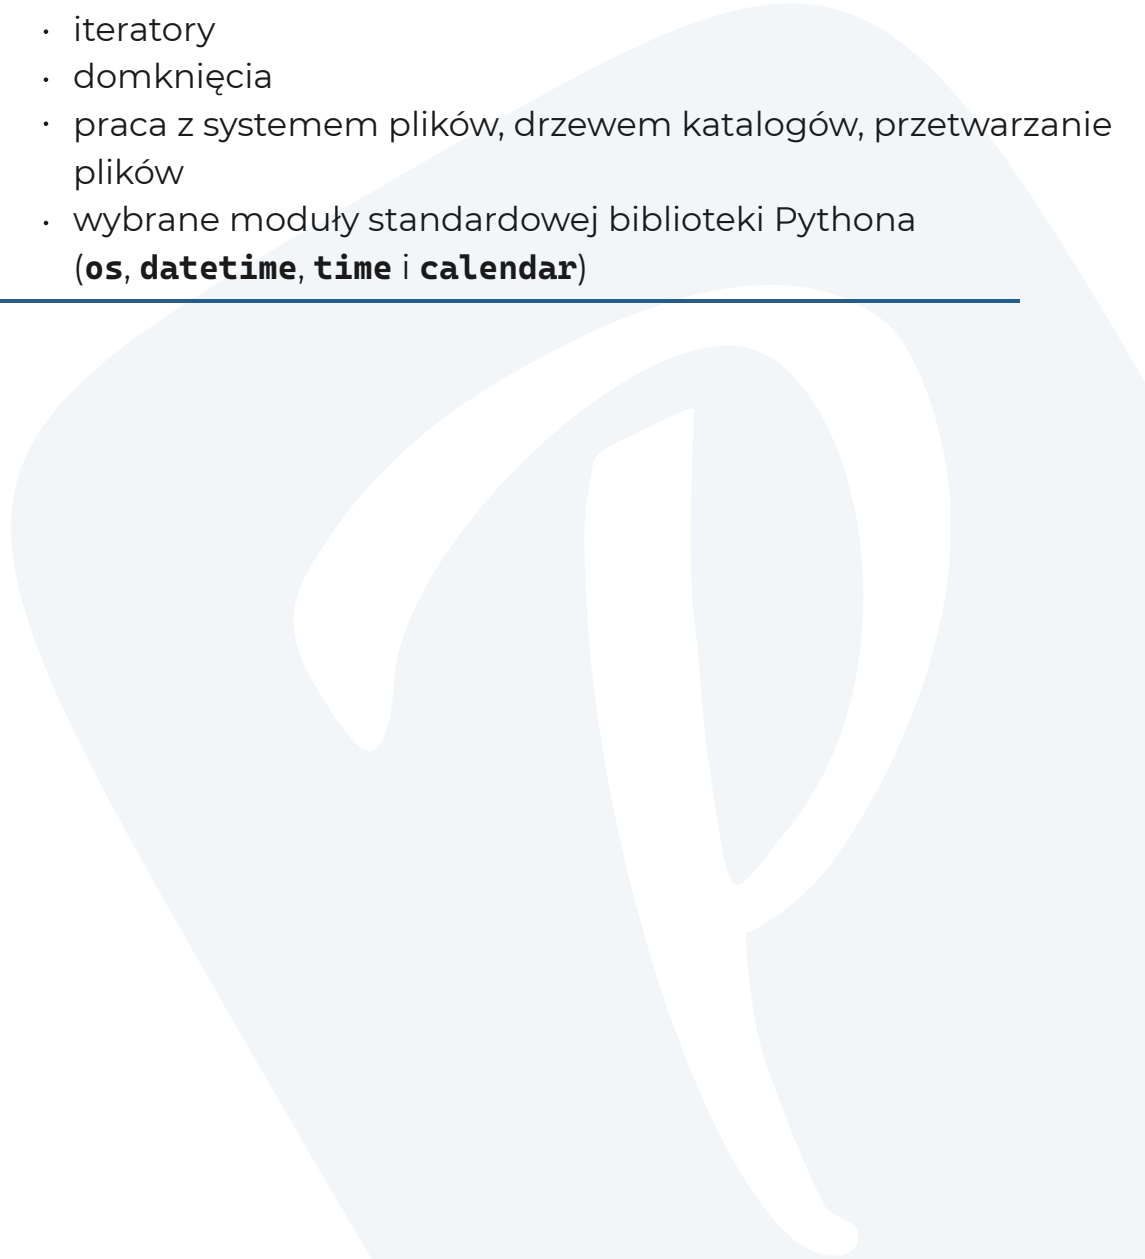 • iteratory
• domknięcia
• praca z systemem plików, drzewem katalogów, przetwarzanie
plików
• wybrane moduły standardowej biblioteki Pythona
(os, datetime, time i calendar)